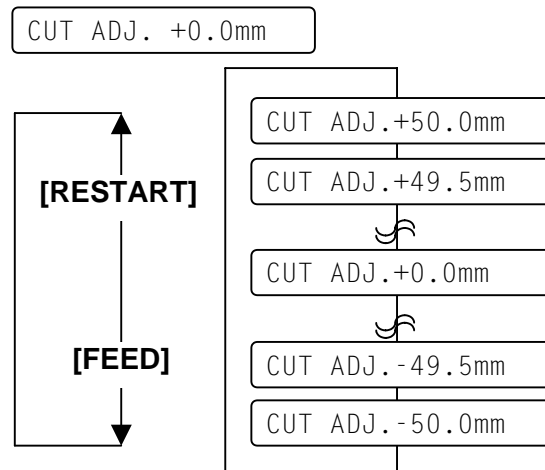 CUT ADJ. +0.0mm
CUT ADJ.+50.0mm
[RESTART]
CUT ADJ.+49.5mm
CUT ADJ.+0.0mm
[FEED]
CUT ADJ.-49.5mm
CUT ADJ.-50.0mm